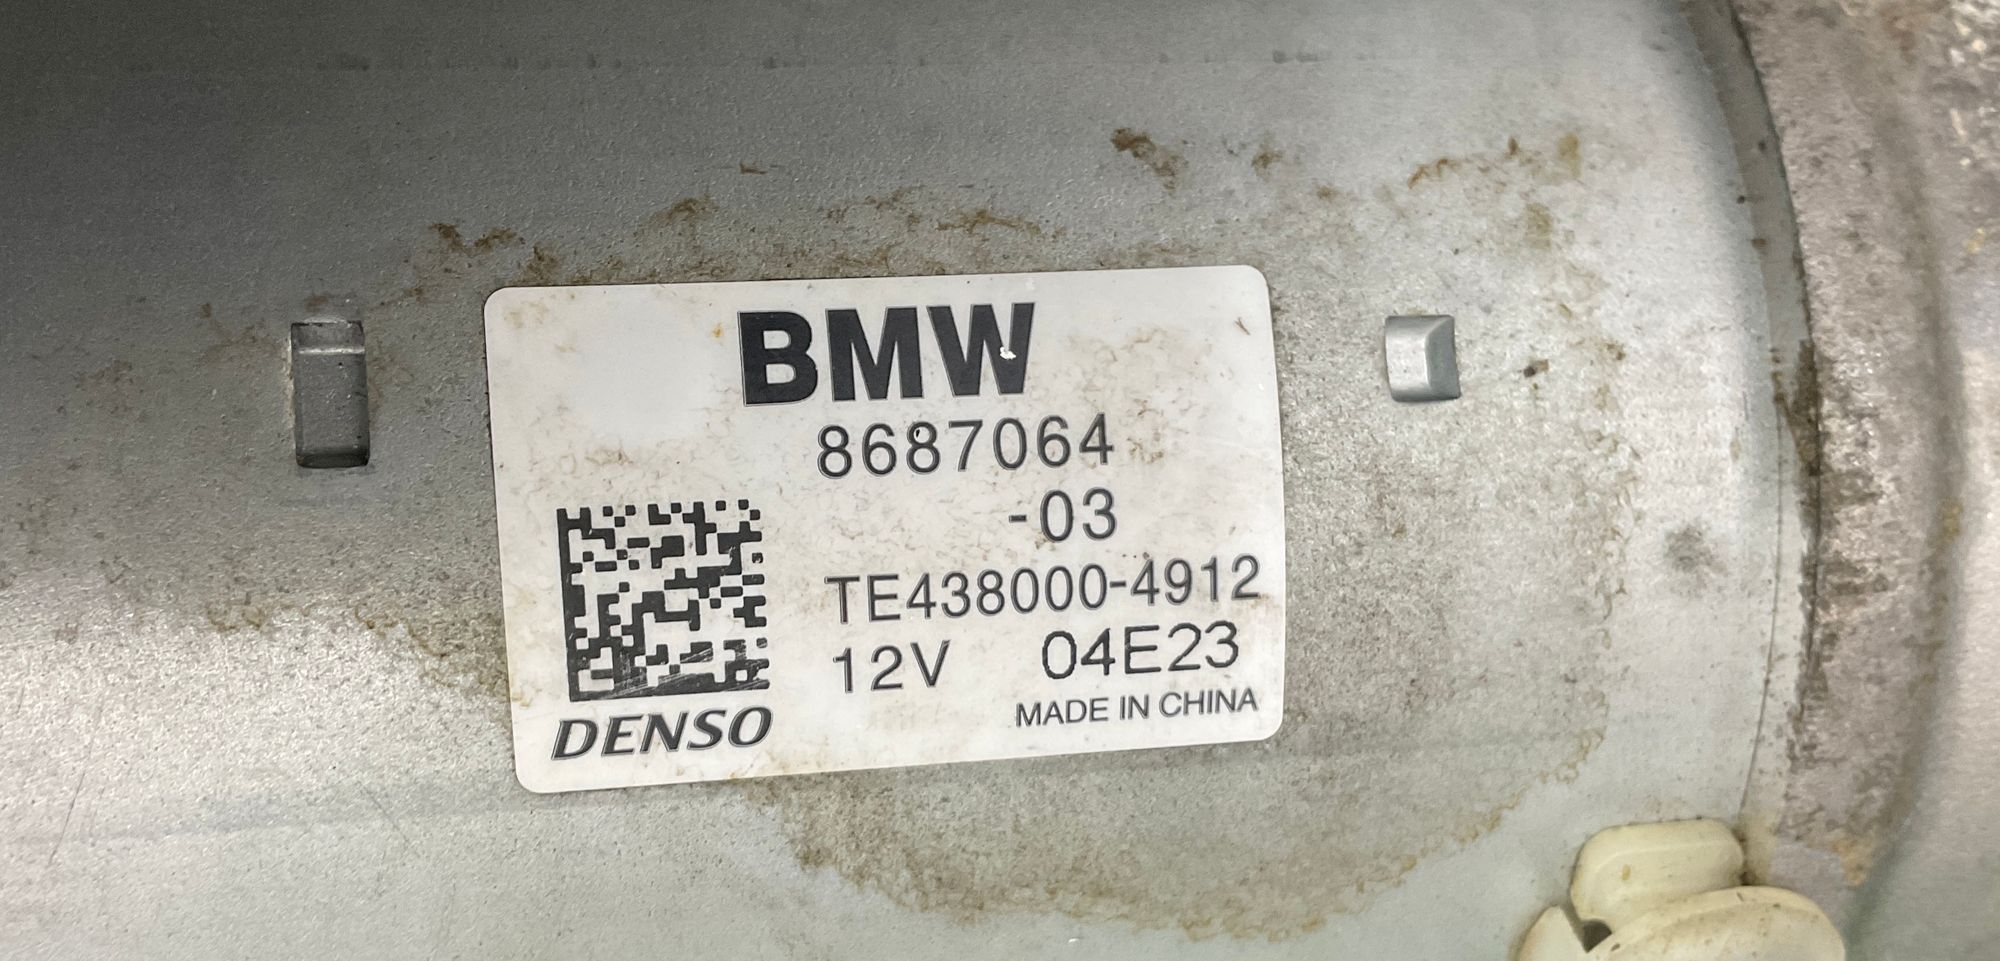 BMW
8687064
-03
TE438000-4912
12V 04E23
MADE IN CHINA
DENSO